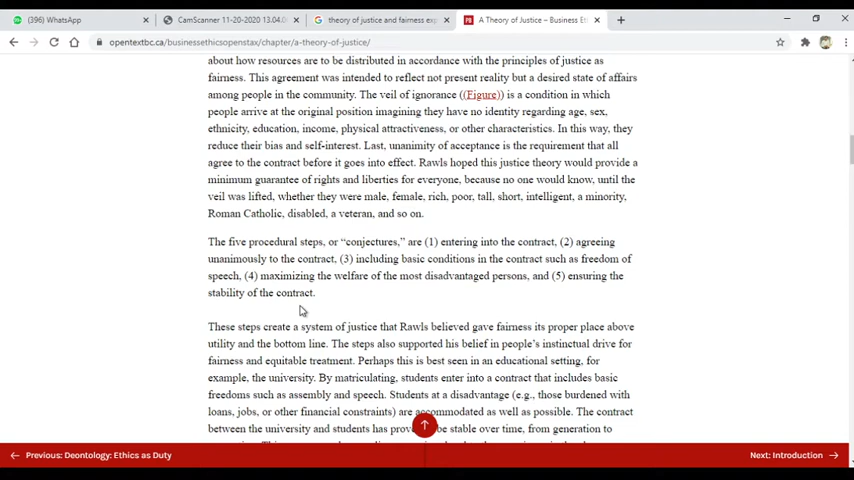 (396) WhatsApp
CamScanner 11-20-2020 13.04.0
theory of justice and fairness exp
A Theory of Justice – Business Et
opentextbc.ca/businessethicsopenstax/chapter/a-theory-of-justice/
about how resources are to be distributed in accordance with the principles of justice as
fairness. This agreement was intended to reflect not present reality but a desired state of affairs
among people in the community. The veil of ignorance ((Figure)) is a condition in which
people arrive at the original position imagining they have no identity regarding age, sex,
ethnicity, education, income, physical attractiveness, or other characteristics. In this way, they
reduce their bias and self-interest. Last, unanimity of acceptance is the requirement that all
agree to the contract before it goes into effect. Rawls hoped this justice theory would provide a
minimum guarantee of rights and liberties for everyone, because no one would know, until the
veil was lifted, whether they were male, female, rich, poor, tall, short, intelligent, a minority,
Roman Catholic, disabled, a veteran, and so on.
The five procedural steps, or “conjectures,” are (1) entering into the contract, (2) agreeing
unanimously to the contract, (3) including basic conditions in the contract such as freedom of
speech, (4) maximizing the welfare of the most disadvantaged persons, and (5) ensuring the
stability of the contract.
These steps create a system of justice that Rawls believed gave fairness its proper place above
utility and the bottom line. The steps also supported his belief in people’s instinctual drive for
fairness and equitable treatment. Perhaps this is best seen in an educational setting, for
example, the university. By matriculating, students enter into a contract that includes basic
freedoms such as assembly and speech. Students at a disadvantage (e.g., those burdened with
loans, jobs, or other financial constraints) are accommodated as well as possible. The contract
between the university and students has be stable over time, from generation to
Previous: Deontology: Ethics as Duty
Next: Introduction